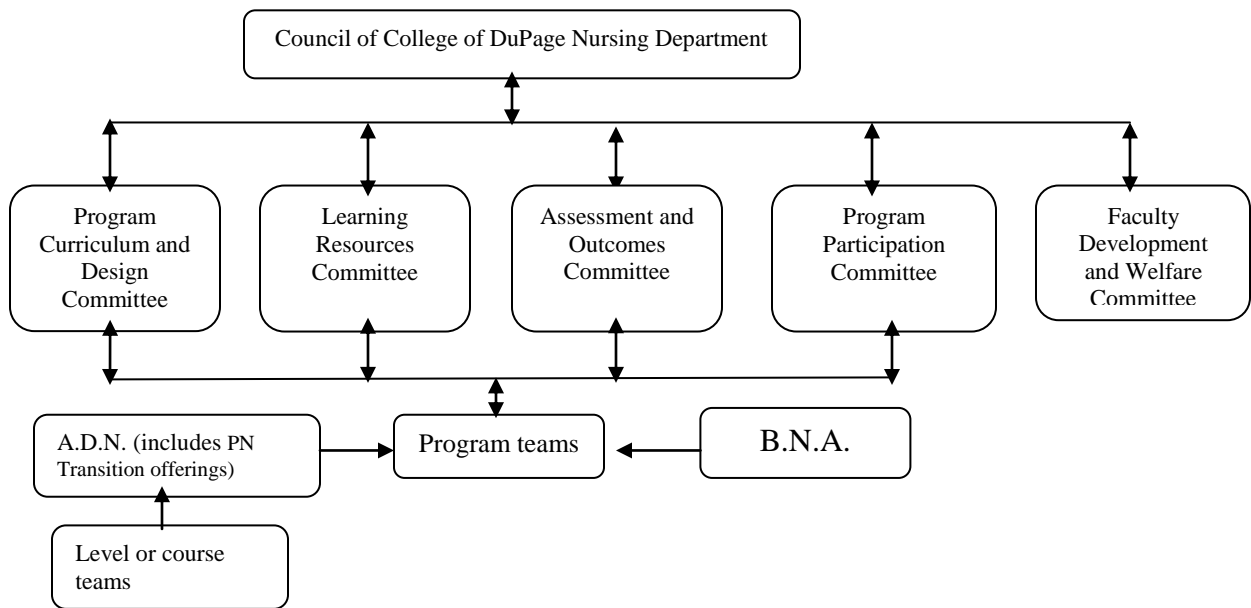 Council of College of DuPage Nursing Department
Program
Curriculum and
Design
Committee
Learning
Resources
Committee
Assessment and
Outcomes
Committee
Program
Participation
Committee
Faculty
Development
and Welfare
Committee
A.D.N. (includes PN
Transition offerings)
Program teams
B.N.A.
Level or course
teams